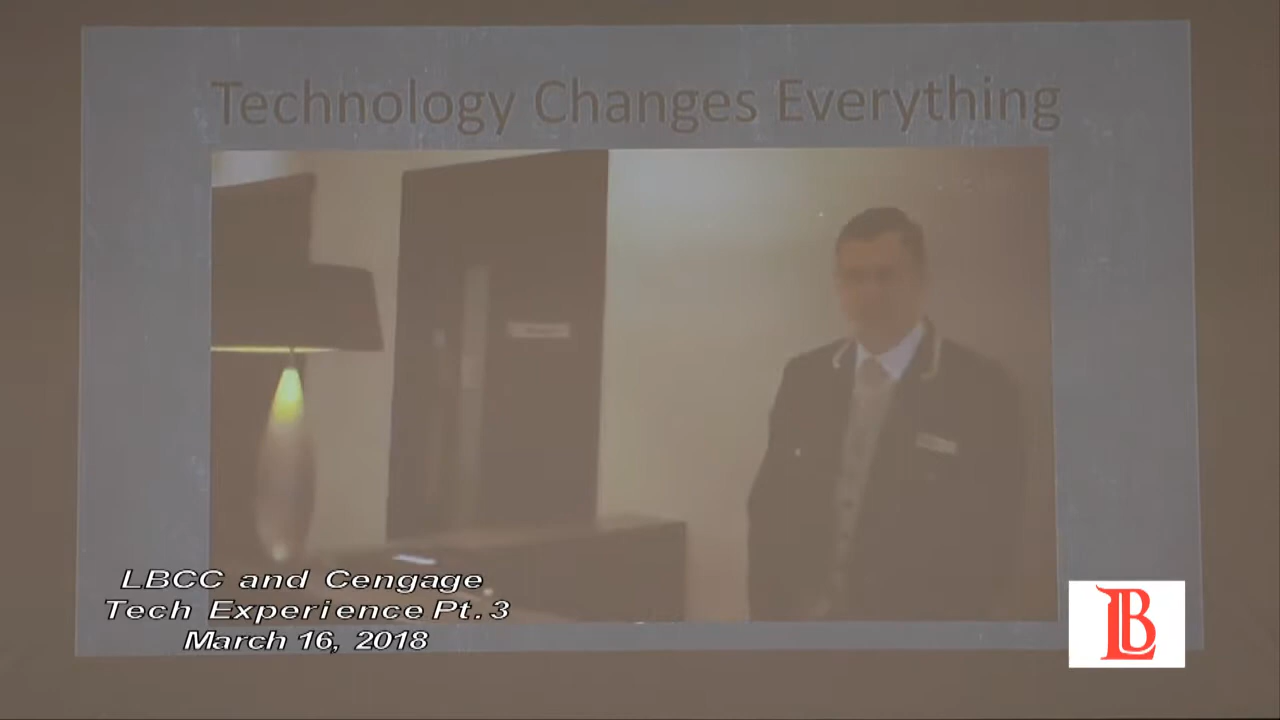 Technology Changes Everything
LBCC and Cengage
Tech Experience Pt. 3
March 16, 2018
LB